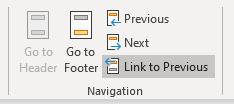 Go to
Header
Go to
Footer
Previous
Next
Link to Previous
Navigation